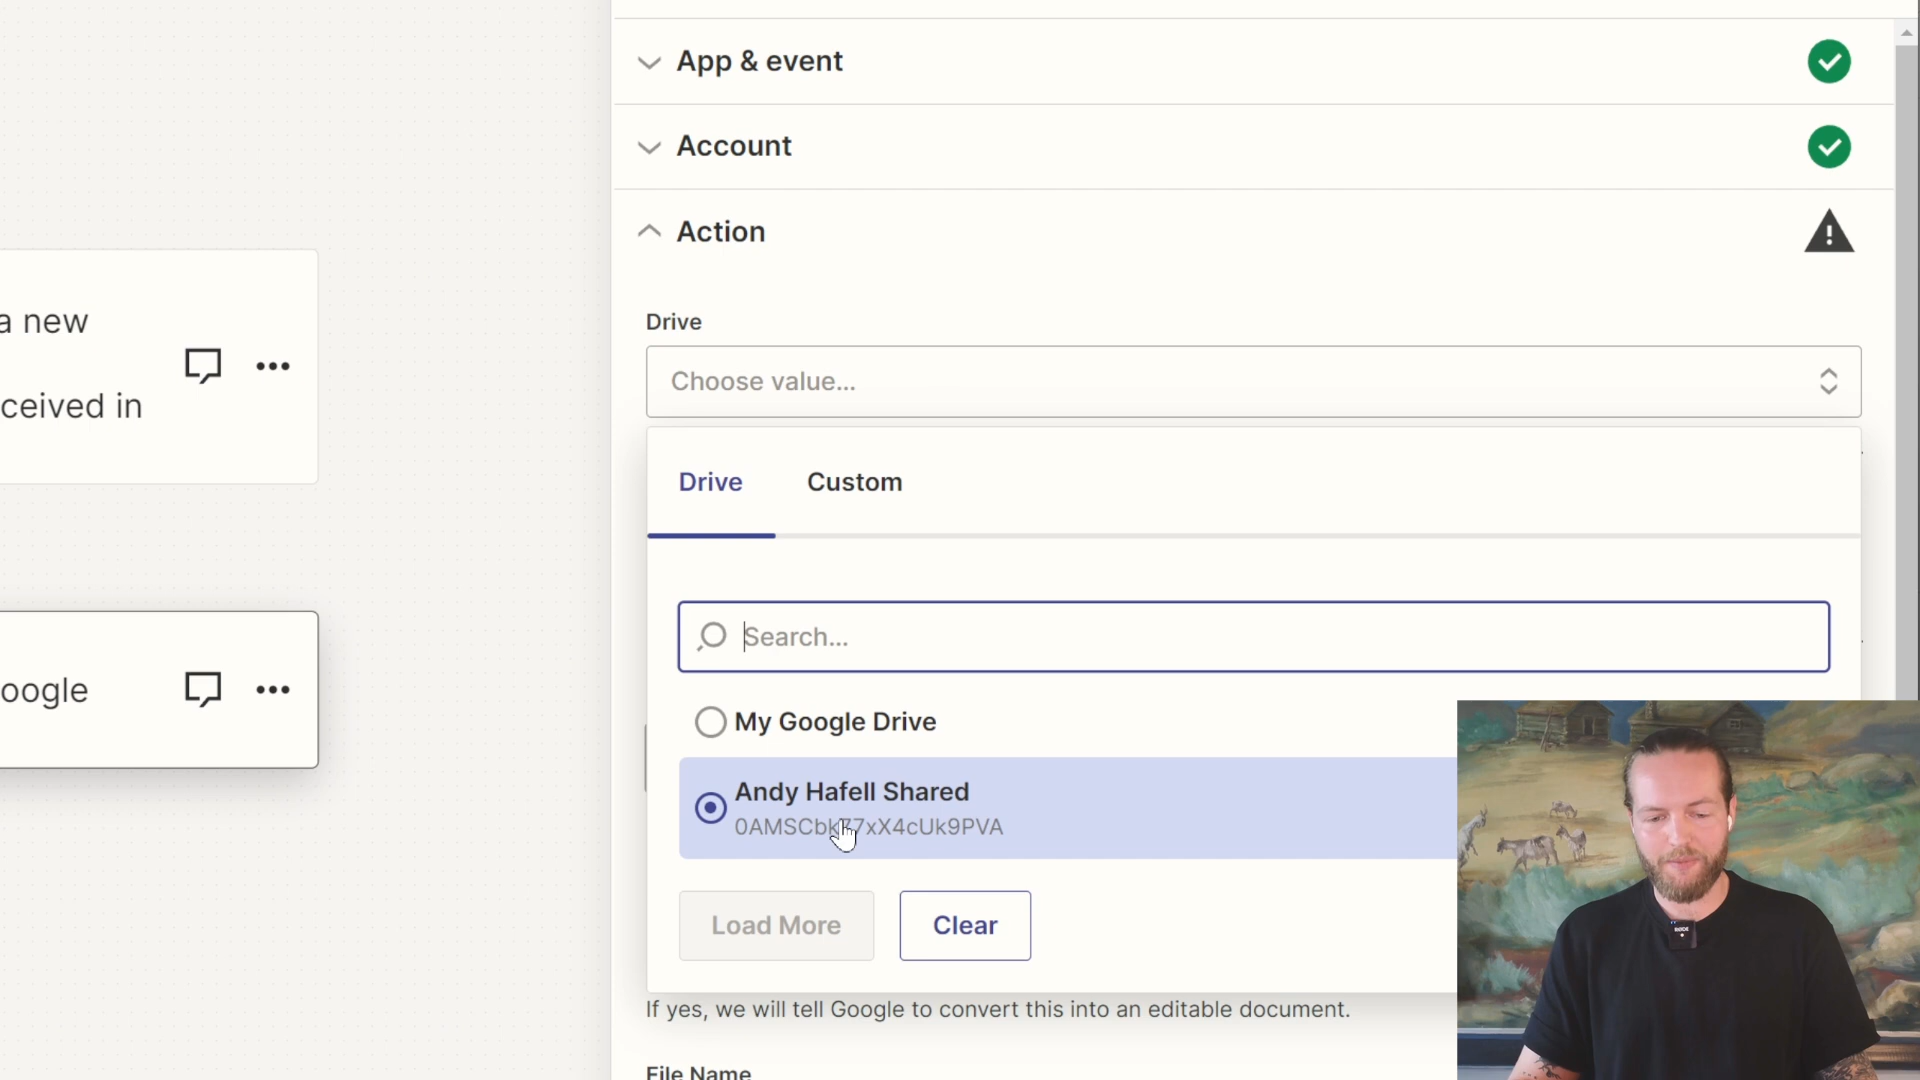 App & event
Account
Action
a new
ceived in
oogle
Drive
Choose value...
Drive
Custom
Search...
My Google Drive
Andy Hafell Shared
Load More
Clear
If yes, we will tell Google to convert this into an editable document.
File Name